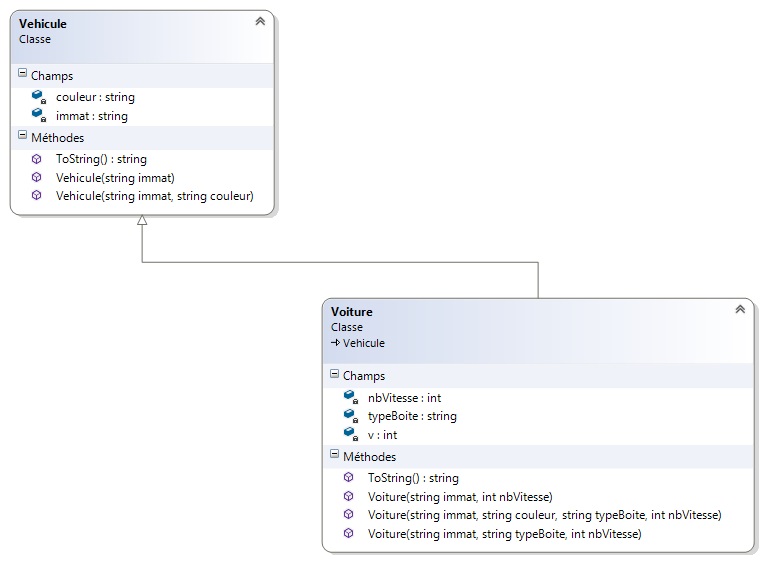 Vehicule
Classe
Champs
couleur : string
immat : string
Méthodes
ToString() : string
Vehicule(string immat)
Vehicule(string immat, string couleur)
Voiture
Classe
Vehicule
Champs
nbVitesse : int
typeBoite : string
v : int
Méthodes
ToString() : string
Voiture(string immat, int nbVitesse)
Voiture(string immat, string couleur, string typeBoite, int nbVitesse)
Voiture(string immat, string typeBoite, int nbVitesse)